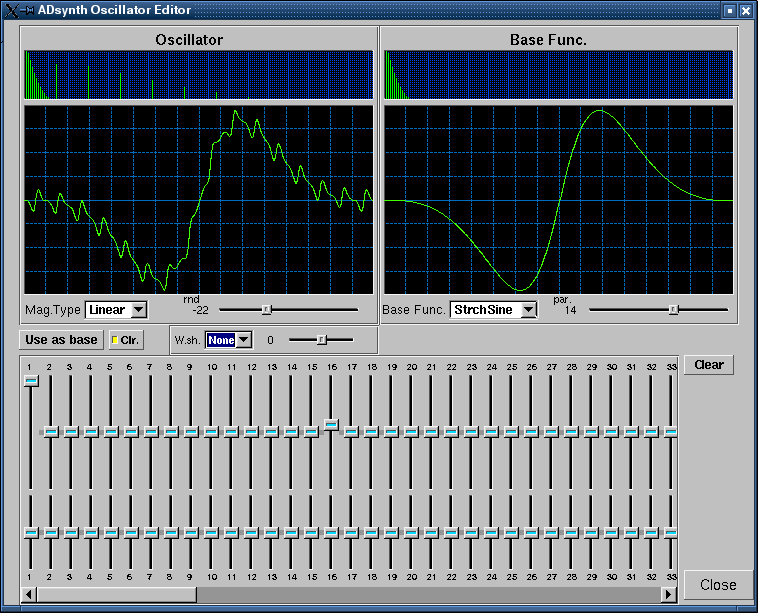 ADsynth Oscillator Editor
Oscillator
Base Func.
Mag.Type Linear rnd -22
Base Func. StrchSine par. 14
Use as base Clr. W.sh. None 0
Clear
1 2 3 4 5 6 7 8 9 10 11 12 13 14 15 16 17 18 19 20 21 22 23 24 25 26 27 28 29 30 31 32 33
1 2 3 4 5 6 7 8 9 10 11 12 13 14 15 16 17 18 19 20 21 22 23 24 25 26 27 28 29 30 31 32 33
Close